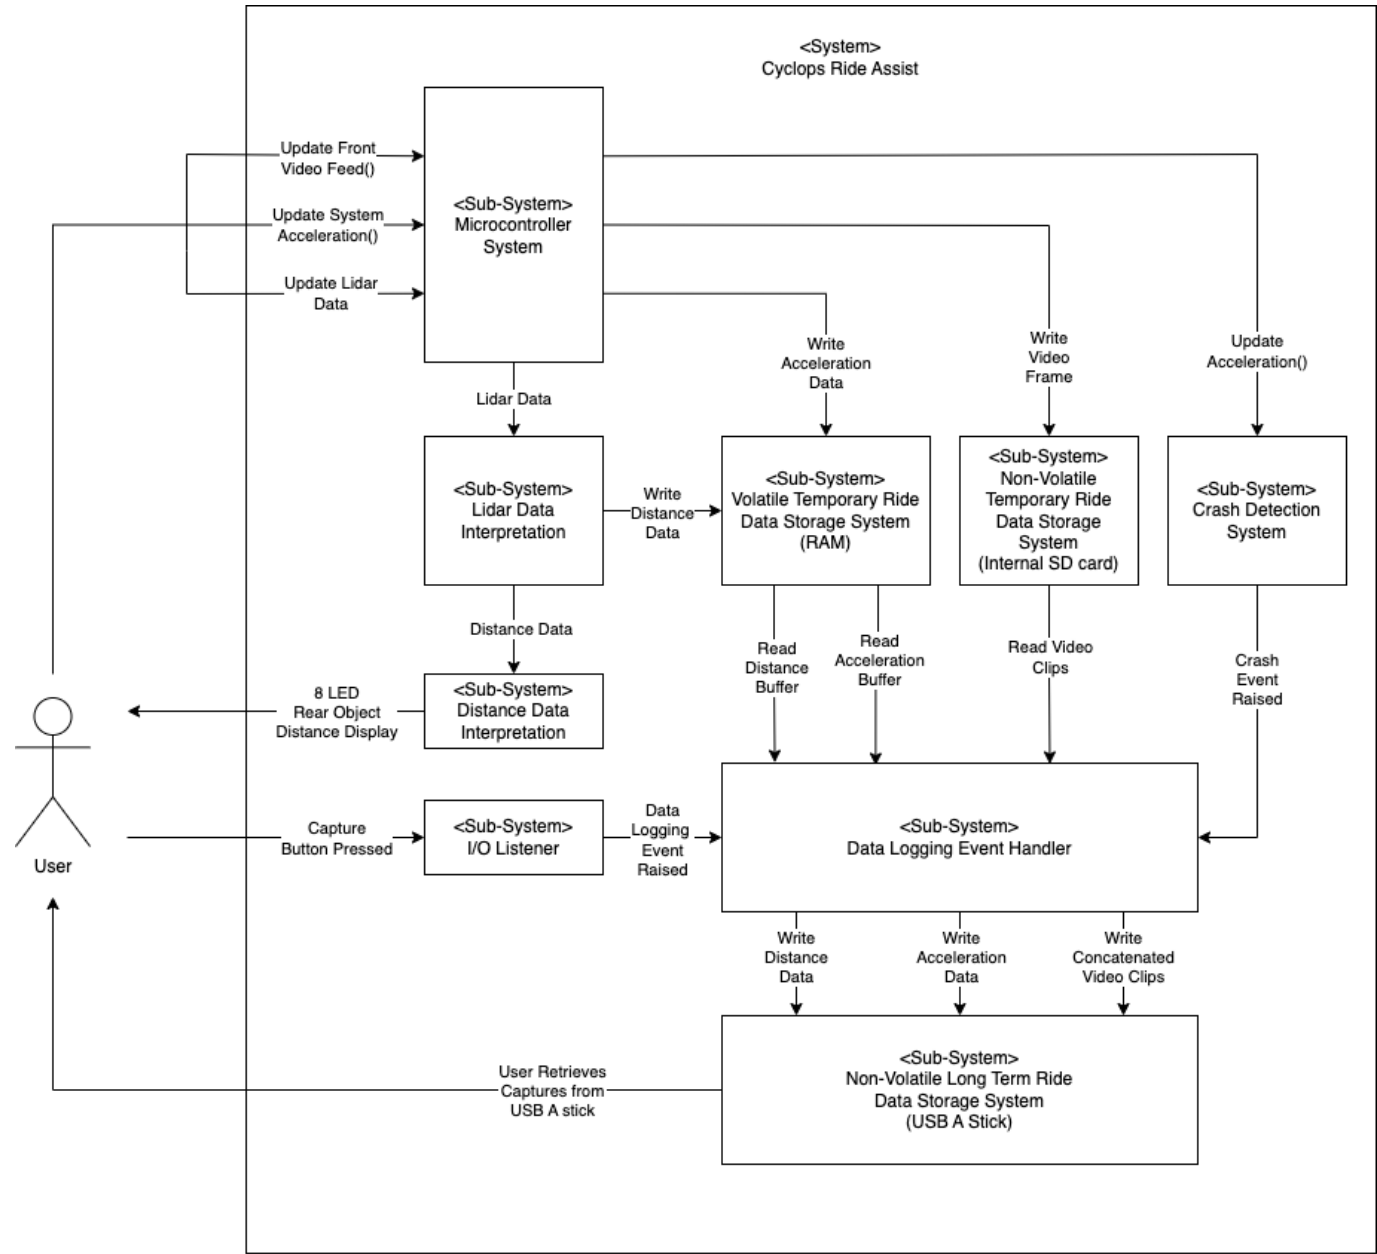 <System>
Cyclops Ride Assist
Update Front
Video Feed()
Update System
Acceleration()
Update Lidar
Data
<Sub-System>
Microcontroller
System
Write
Acceleration
Data
Write
Video
Frame
Update
Acceleration()
Lidar Data
<Sub-System>
Lidar Data
Interpretation
Write
Distance
Data
<Sub-System>
Volatile Temporary Ride
Data Storage System
(RAM)
<Sub-System>
Non-Volatile
Temporary Ride
Data Storage
System
(Internal SD card)
<Sub-System>
Crash Detection
System
Distance Data
Read
Distance
Buffer
Read
Acceleration
Buffer
Read Video
Clips
Crash
Event
Raised
8 LED
Rear Object
Distance Display
<Sub-System>
Distance Data
Interpretation
User
Capture
Button Pressed
<Sub-System>
I/O Listener
Data
Logging
Event
Raised
<Sub-System>
Data Logging Event Handler
Write
Distance
Data
Write
Acceleration
Data
Write
Concatenated
Video Clips
User Retrieves
Captures from
USB A stick
<Sub-System>
Non-Volatile Long Term Ride
Data Storage System
(USB A Stick)